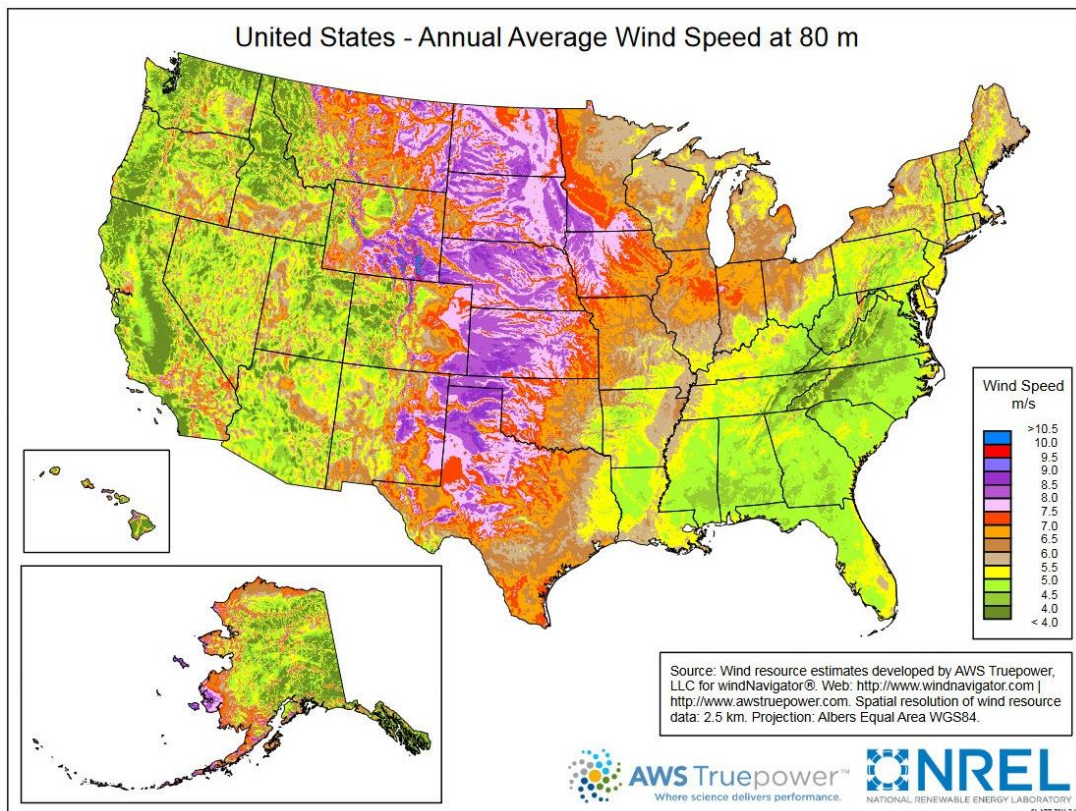 United States - Annual Average Wind Speed at 80 m
Wind Speed
m/s
>10.5
10.0
9.5
9.0
8.5
8.0
7.5
7.0
6.5
6.0
5.5
5.0
4.5
4.0
< 4.0
Source: Wind resource estimates developed by AWS Truepower,
LLC for windNavigator®. Web: http://www.windnavigator.com |
http://www.awstruepower.com. Spatial resolution of wind resource
data: 2.5 km. Projection: Albers Equal Area WGS84.
AWS Truepower™
Where science delivers performance.
NREL
NATIONAL RENEWABLE ENERGY LABORATORY